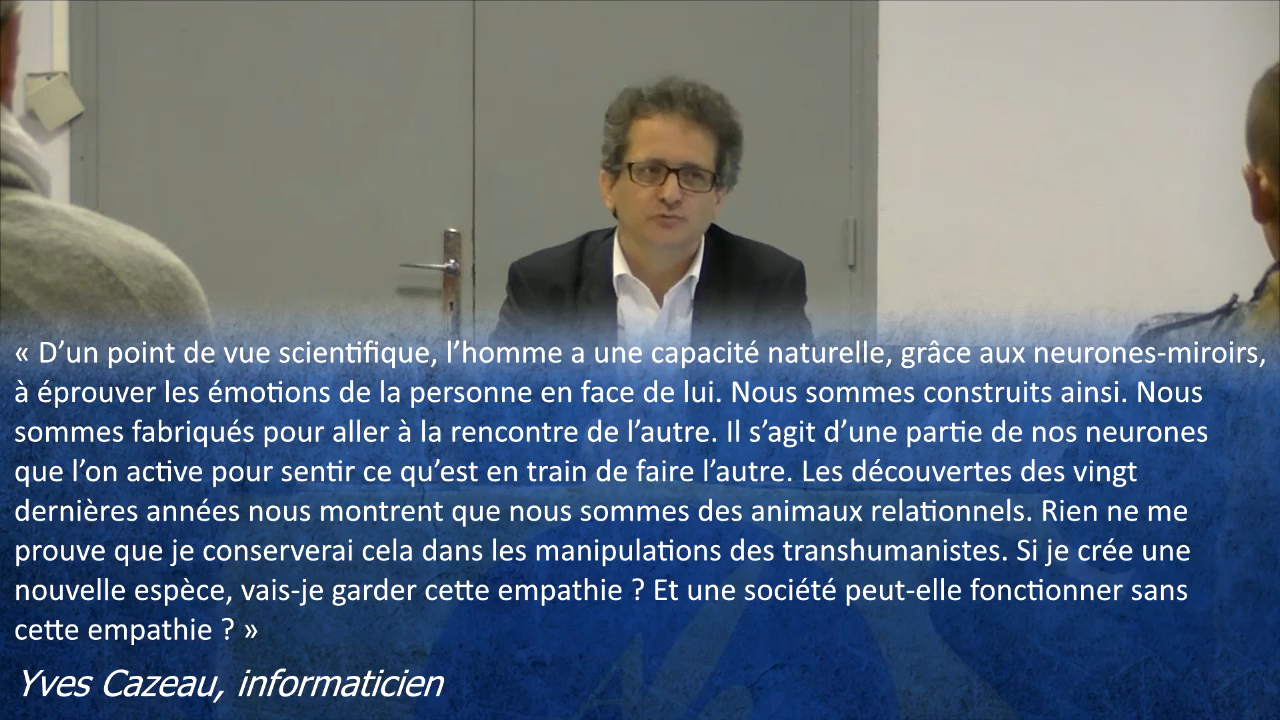 « D’un point de vue scientifique, l’homme a une capacité naturelle, grâce aux neurones-miroirs,
à éprouver les émotions de la personne en face de lui. Nous sommes construits ainsi. Nous
sommes fabriqués pour aller à la rencontre de l’autre. Il s’agit d’une partie de nos neurones
que l’on active pour sentir ce qu’est en train de faire l’autre. Les découvertes des vingt
dernières années nous montrent que nous sommes des animaux relationnels. Rien ne me
prouve que je conserverai cela dans les manipulations des transhumanistes. Si je crée une
nouvelle espèce, vais-je garder cette empathie ? Et une société peut-elle fonctionner sans
cette empathie ? »
Yves Cazeau, informaticien